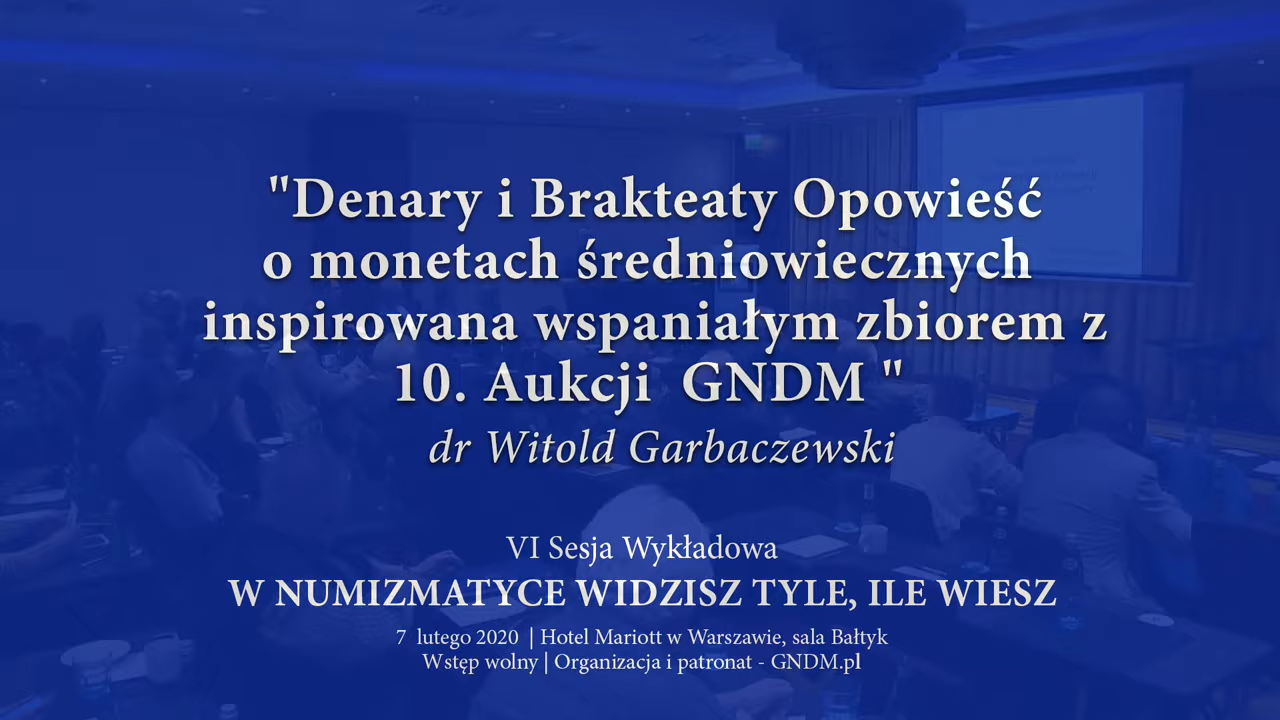 "Denary i Brakteaty Opowieść
o monetach średniowiecznych
inspirowana wspaniałym zbiorem z
10. Aukcji GNDM "
dr Witold Garbaczewski
VI Sesja Wykładowa
W NUMIZMATYCE WIDZISZ TYLE, ILE WIESZ
7 lutego 2020 | Hotel Mariott w Warszawie, sala Bałtyk
Wstęp wolny | Organizacja i patronat - GNDM.pl